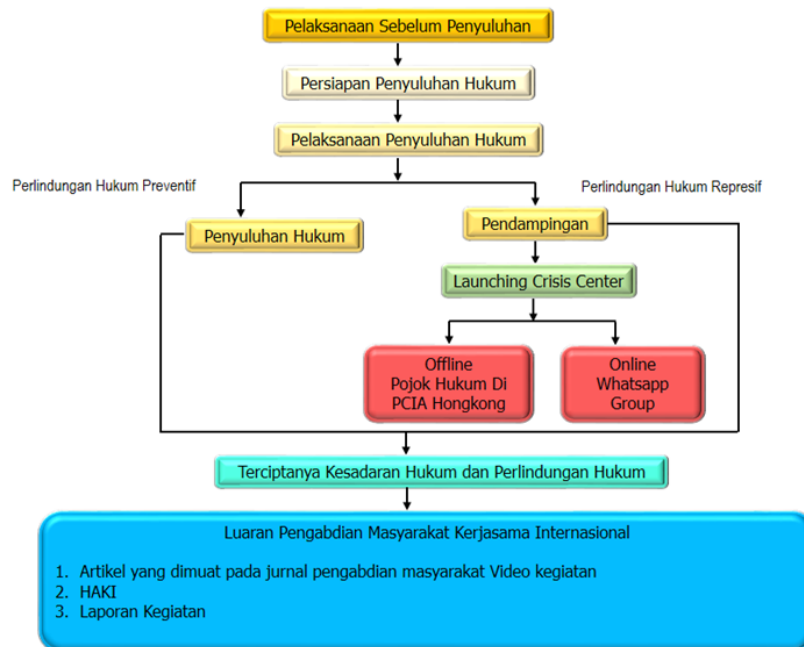 Pelaksanaan Sebelum Penyuluhan
Persiapan Penyuluhan Hukum
Pelaksanaan Penyuluhan Hukum
Perlindungan Hukum Preventif
Perlindungan Hukum Represif
Penyuluhan Hukum
Pendampingan
Launching Crisis Center
Offline
Pojok Hukum Di
PCIA Hongkong
Online
Whatsapp
Group
Terciptanya Kesadaran Hukum dan Perlindungan Hukum
Luaran Pengabdian Masyarakat Kerjasama Internasional
1. Artikel yang dimuat pada jurnal pengabdian masyarakat Video kegiatan
2. HAKI
3. Laporan Kegiatan